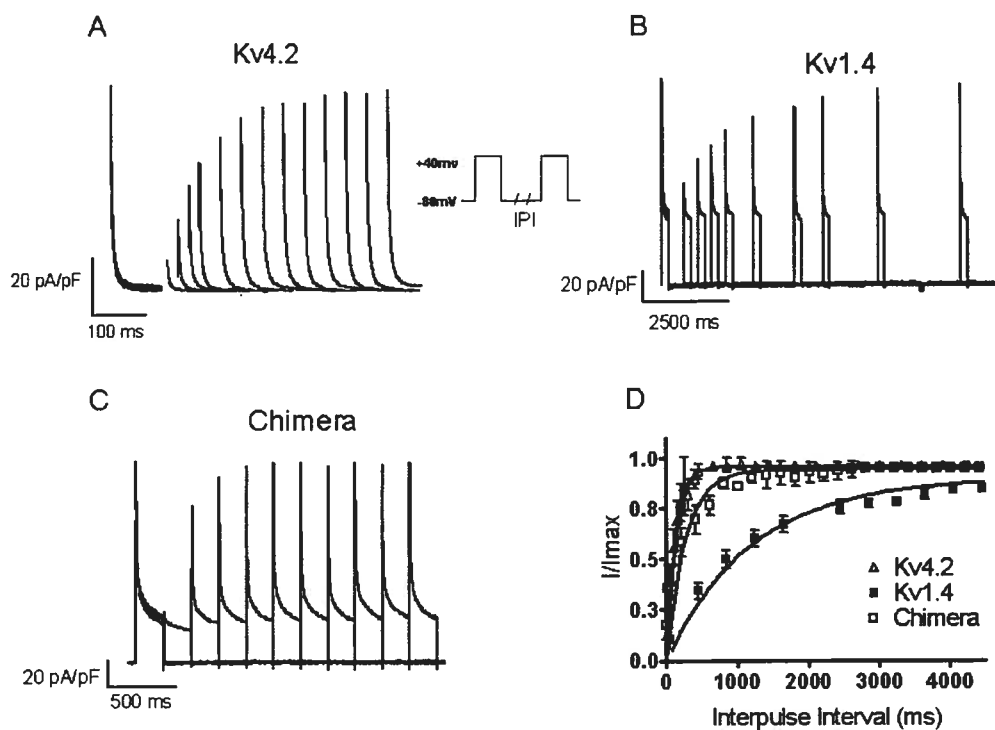 A
Kv4.2
20 pA/pF
100 ms
+40mv
-80mV
IPI
B
Kv1.4
20 pA/pF
2500 ms
C
Chimera
20 pA/pF
500 ms
D
I/Imax
1.0
0.8
0.5
0.3
0.0
0
1000
2000
3000
4000
Interpulse Interval (ms)
Kv4.2
Kv1.4
Chimera